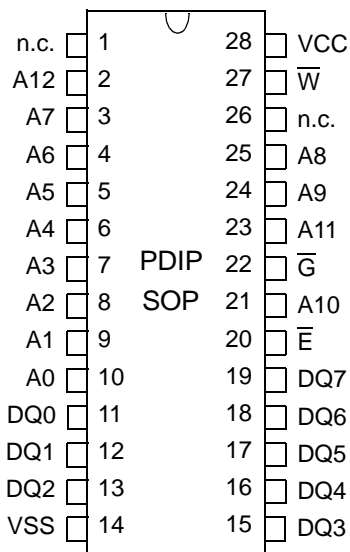 n.c. 1 28 VCC
A12 2 27 W̅
A7 3 26 n.c.
A6 4 25 A8
A5 5 24 A9
A4 6 23 A11
A3 7 PDIP 22 G̅
A2 8 SOP 21 A10
A1 9 20 E̅
A0 10 19 DQ7
DQ0 11 18 DQ6
DQ1 12 17 DQ5
DQ2 13 16 DQ4
VSS 14 15 DQ3